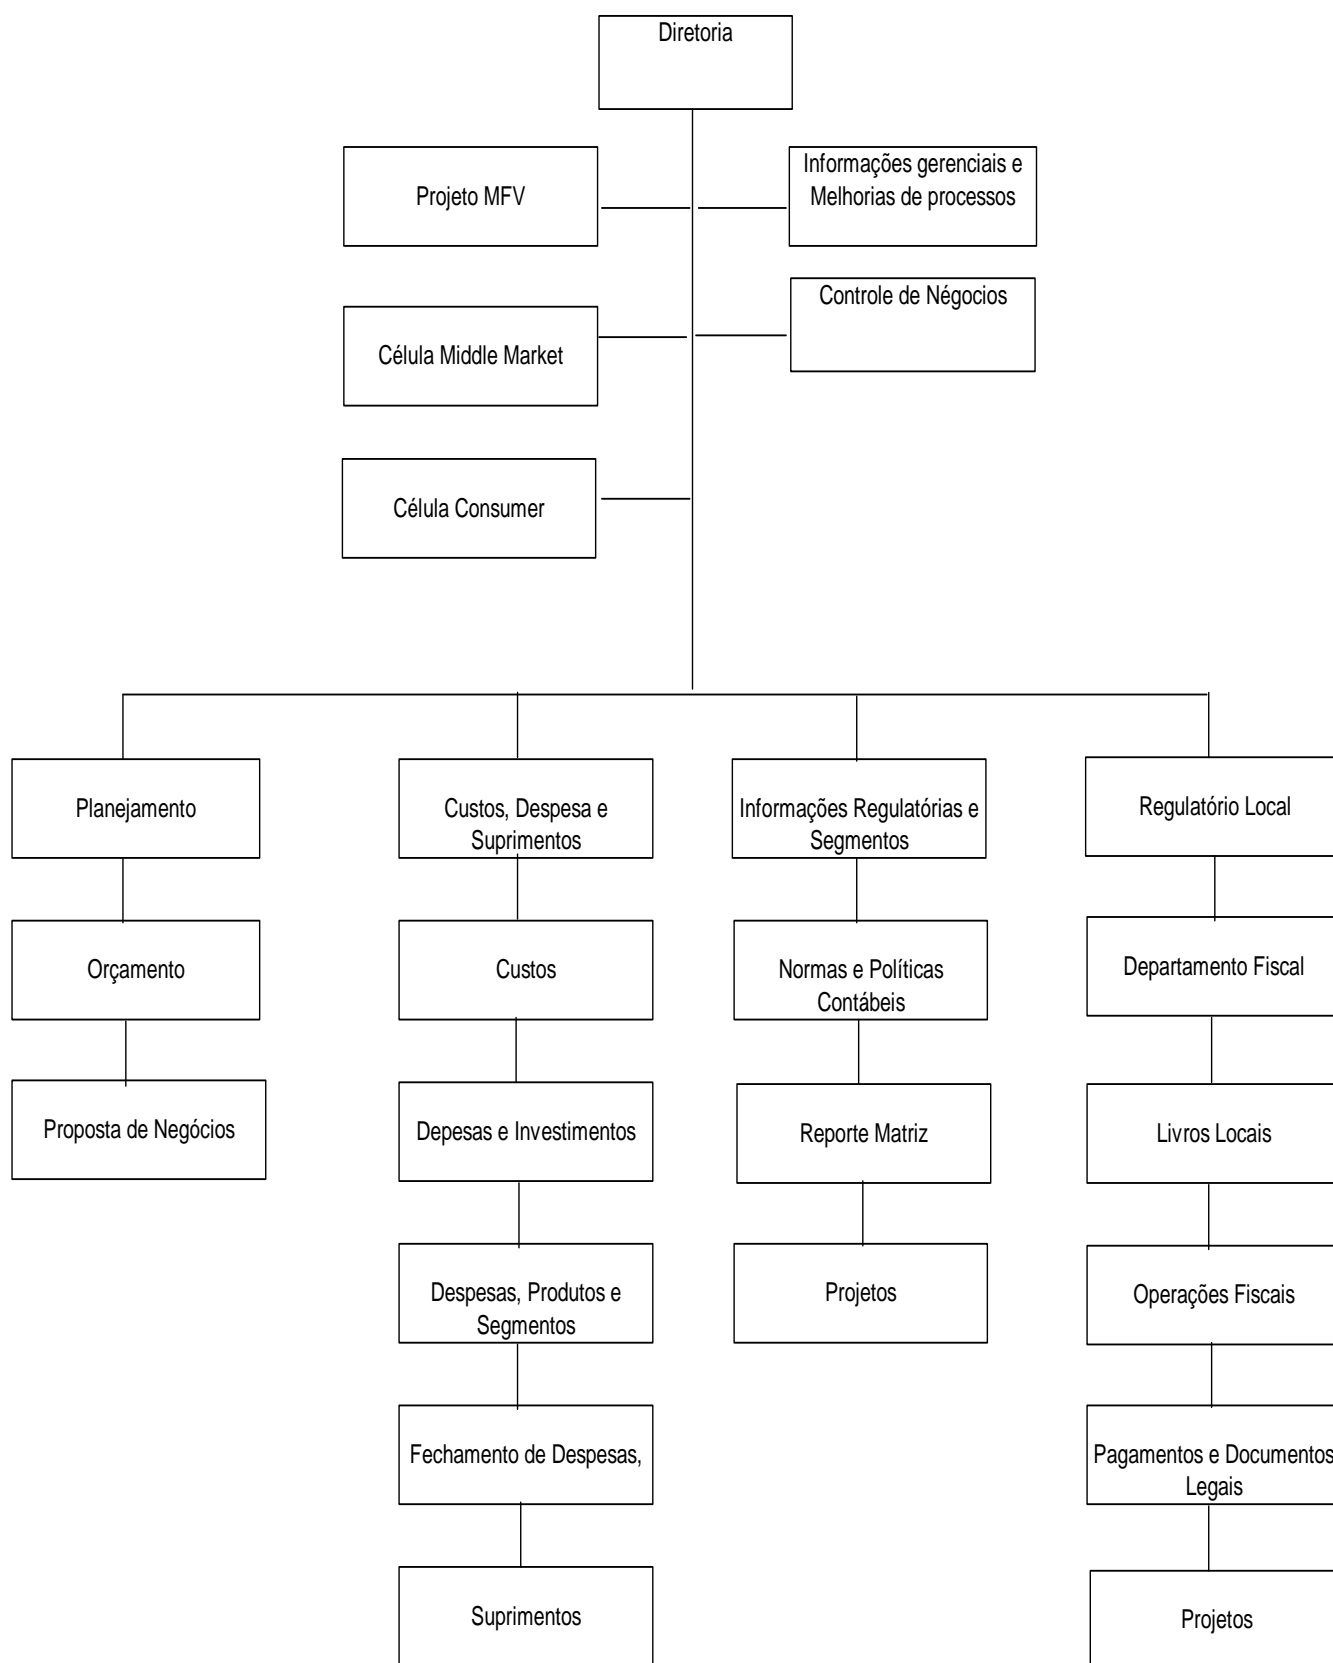 Diretoria
Projeto MFV
Informações gerenciais e
Melhorias de processos
Célula Middle Market
Controle de Négocios
Célula Consumer
Planejamento
Custos, Despesa e
Suprimentos
Informações Regulatórias e
Segmentos
Regulatório Local
Orçamento
Custos
Normas e Políticas
Contábeis
Departamento Fiscal
Proposta de Negócios
Depesas e Investimentos
Reporte Matriz
Livros Locais
Despesas, Produtos e
Segmentos
Projetos
Operações Fiscais
Fechamento de Despesas,
Pagamentos e Documentos
Legais
Suprimentos
Projetos